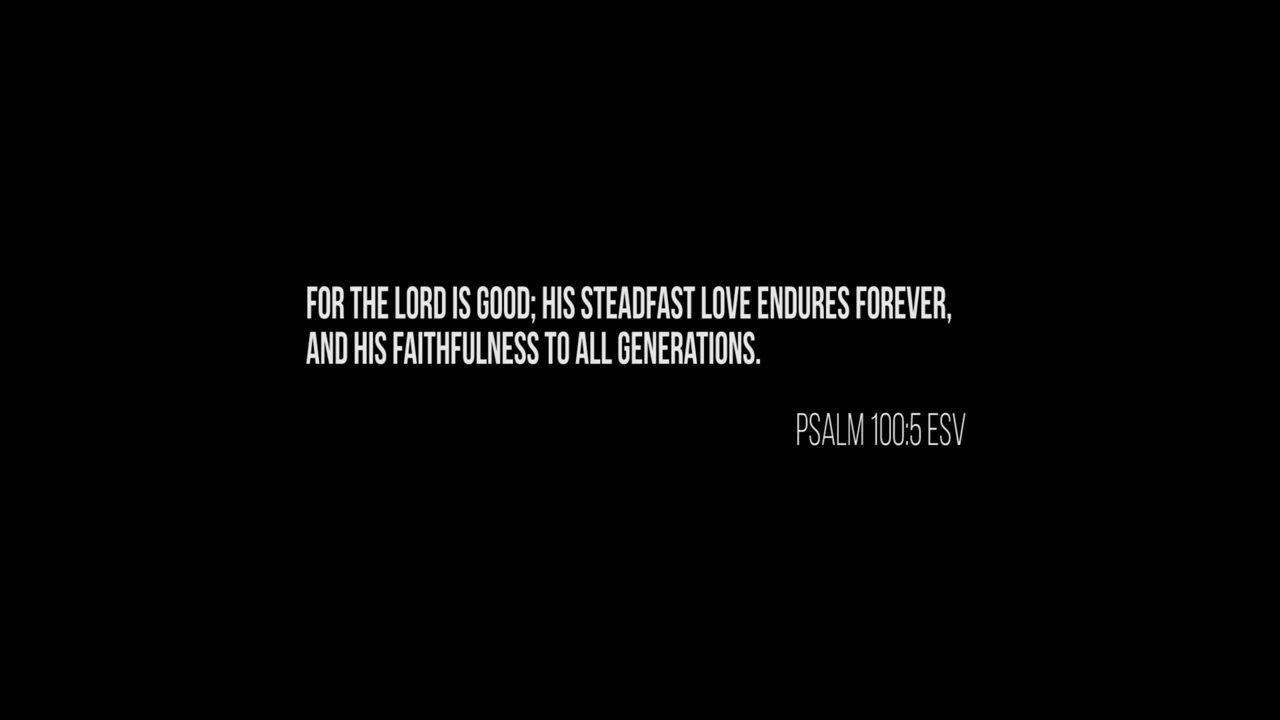 FOR THE LORD IS GOOD; HIS STEADFAST LOVE ENDURES FOREVER,
AND HIS FAITHFULNESS TO ALL GENERATIONS.
PSALM 100:5 ESV